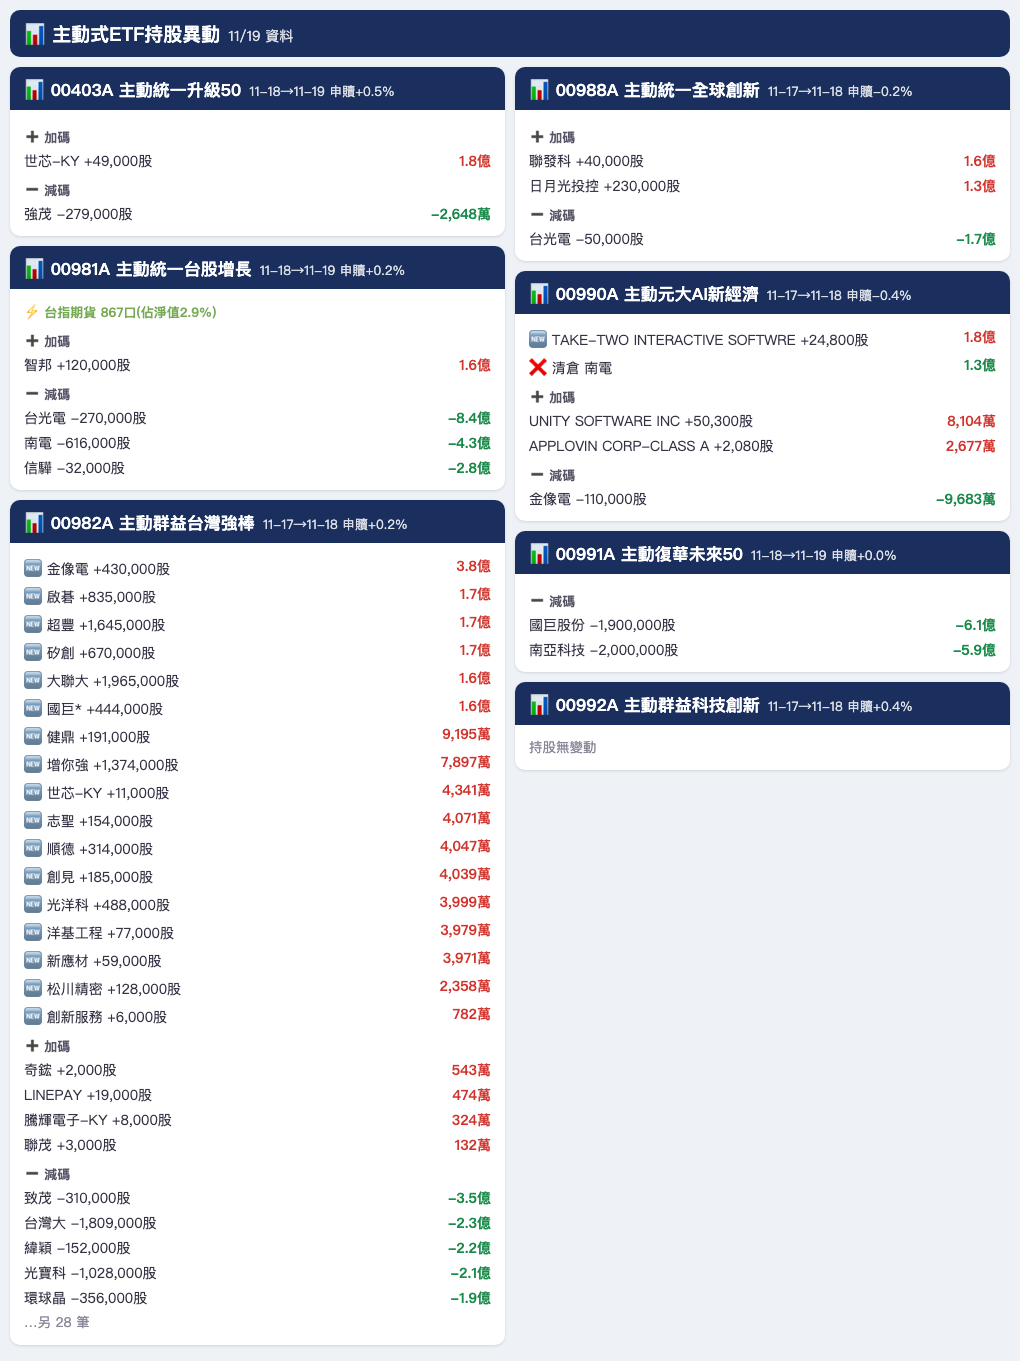 📊 主動式ETF持股異動 11/19 資料
📊 00403A 主動統一升級50 11-18→11-19 申贖+0.5%
➕ 加碼
世芯-KY +49,000股 1.8億
➖ 減碼
強茂 -279,000股 -2,648萬
📊 00981A 主動統一台股增長 11-18→11-19 申贖+0.2%
⚡ 台指期貨 867口(佔淨值2.9%)
➕ 加碼
智邦 +120,000股 1.6億
➖ 減碼
台光電 -270,000股 -8.4億
南電 -616,000股 -4.3億
信驊 -32,000股 -2.8億
📊 00982A 主動群益台灣強棒 11-17→11-18 申贖+0.2%
🆕 金像電 +430,000股 3.8億
🆕 啟碁 +835,000股 1.7億
🆕 超豐 +1,645,000股 1.7億
🆕 矽創 +670,000股 1.7億
🆕 大聯大 +1,965,000股 1.6億
🆕 國巨* +444,000股 1.6億
🆕 健鼎 +191,000股 9,195萬
🆕 增你強 +1,374,000股 7,897萬
🆕 世芯-KY +11,000股 4,341萬
🆕 志聖 +154,000股 4,071萬
🆕 順德 +314,000股 4,047萬
🆕 創見 +185,000股 4,039萬
🆕 光洋科 +488,000股 3,999萬
🆕 洋基工程 +77,000股 3,979萬
🆕 新應材 +59,000股 3,971萬
🆕 松川精密 +128,000股 2,358萬
🆕 創新服務 +6,000股 782萬
➕ 加碼
奇鋐 +2,000股 543萬
LINEPAY +19,000股 474萬
騰輝電子-KY +8,000股 324萬
聯茂 +3,000股 132萬
➖ 減碼
致茂 -310,000股 -3.5億
台灣大 -1,809,000股 -2.3億
緯穎 -152,000股 -2.2億
光寶科 -1,028,000股 -2.1億
環球晶 -356,000股 -1.9億
…另 28 筆
📊 00988A 主動統一全球創新 11-17→11-18 申贖-0.2%
➕ 加碼
聯發科 +40,000股 1.6億
日月光投控 +230,000股 1.3億
➖ 減碼
台光電 -50,000股 -1.7億
📊 00990A 主動元大AI新經濟 11-17→11-18 申贖-0.4%
🆕 TAKE-TWO INTERACTIVE SOFTWRE +24,800股 1.8億
❌ 清倉 南電 1.3億
➕ 加碼
UNITY SOFTWARE INC +50,300股 8,104萬
APPLOVIN CORP-CLASS A +2,080股 2,677萬
➖ 減碼
金像電 -110,000股 -9,683萬
📊 00991A 主動復華未來50 11-18→11-19 申贖+0.0%
➖ 減碼
國巨股份 -1,900,000股 -6.1億
南亞科技 -2,000,000股 -5.9億
📊 00992A 主動群益科技創新 11-17→11-18 申贖+0.4%
持股無變動